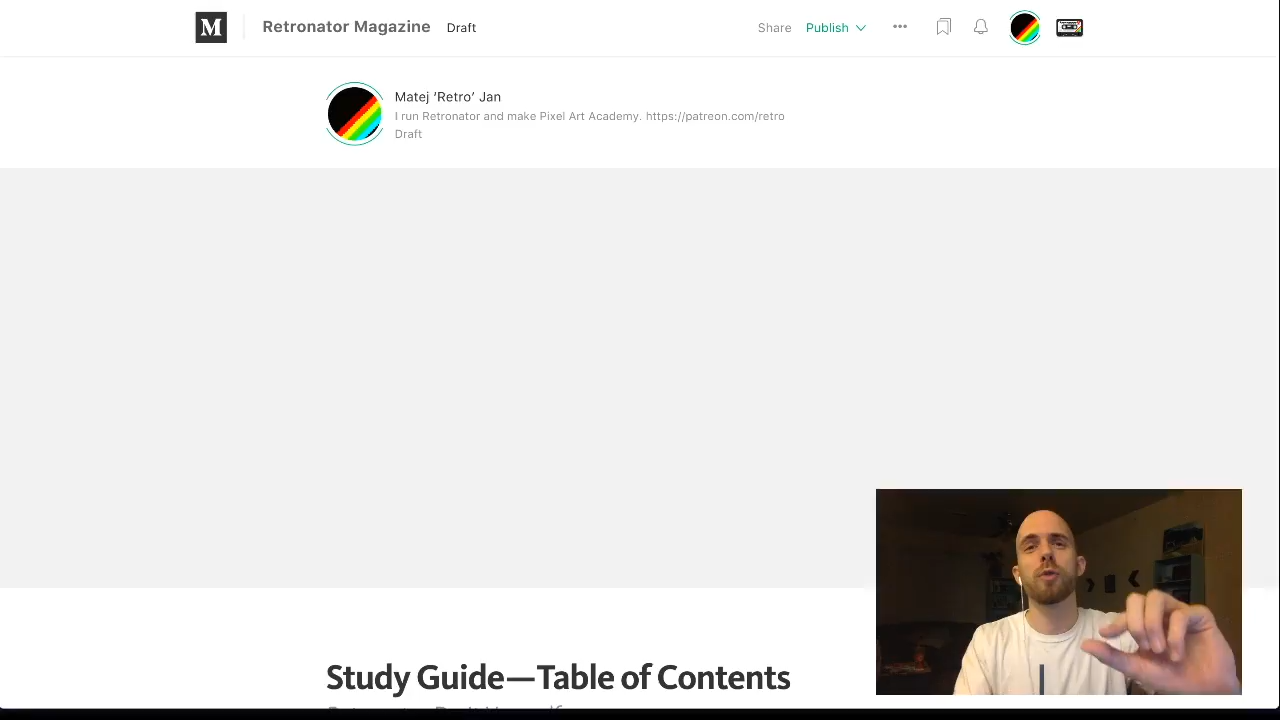 M Retronator Magazine Draft Share Publish
Matej ‘Retro’ Jan
I run Retronator and make Pixel Art Academy. https://patreon.com/retro
Draft
Study Guide—Table of Contents